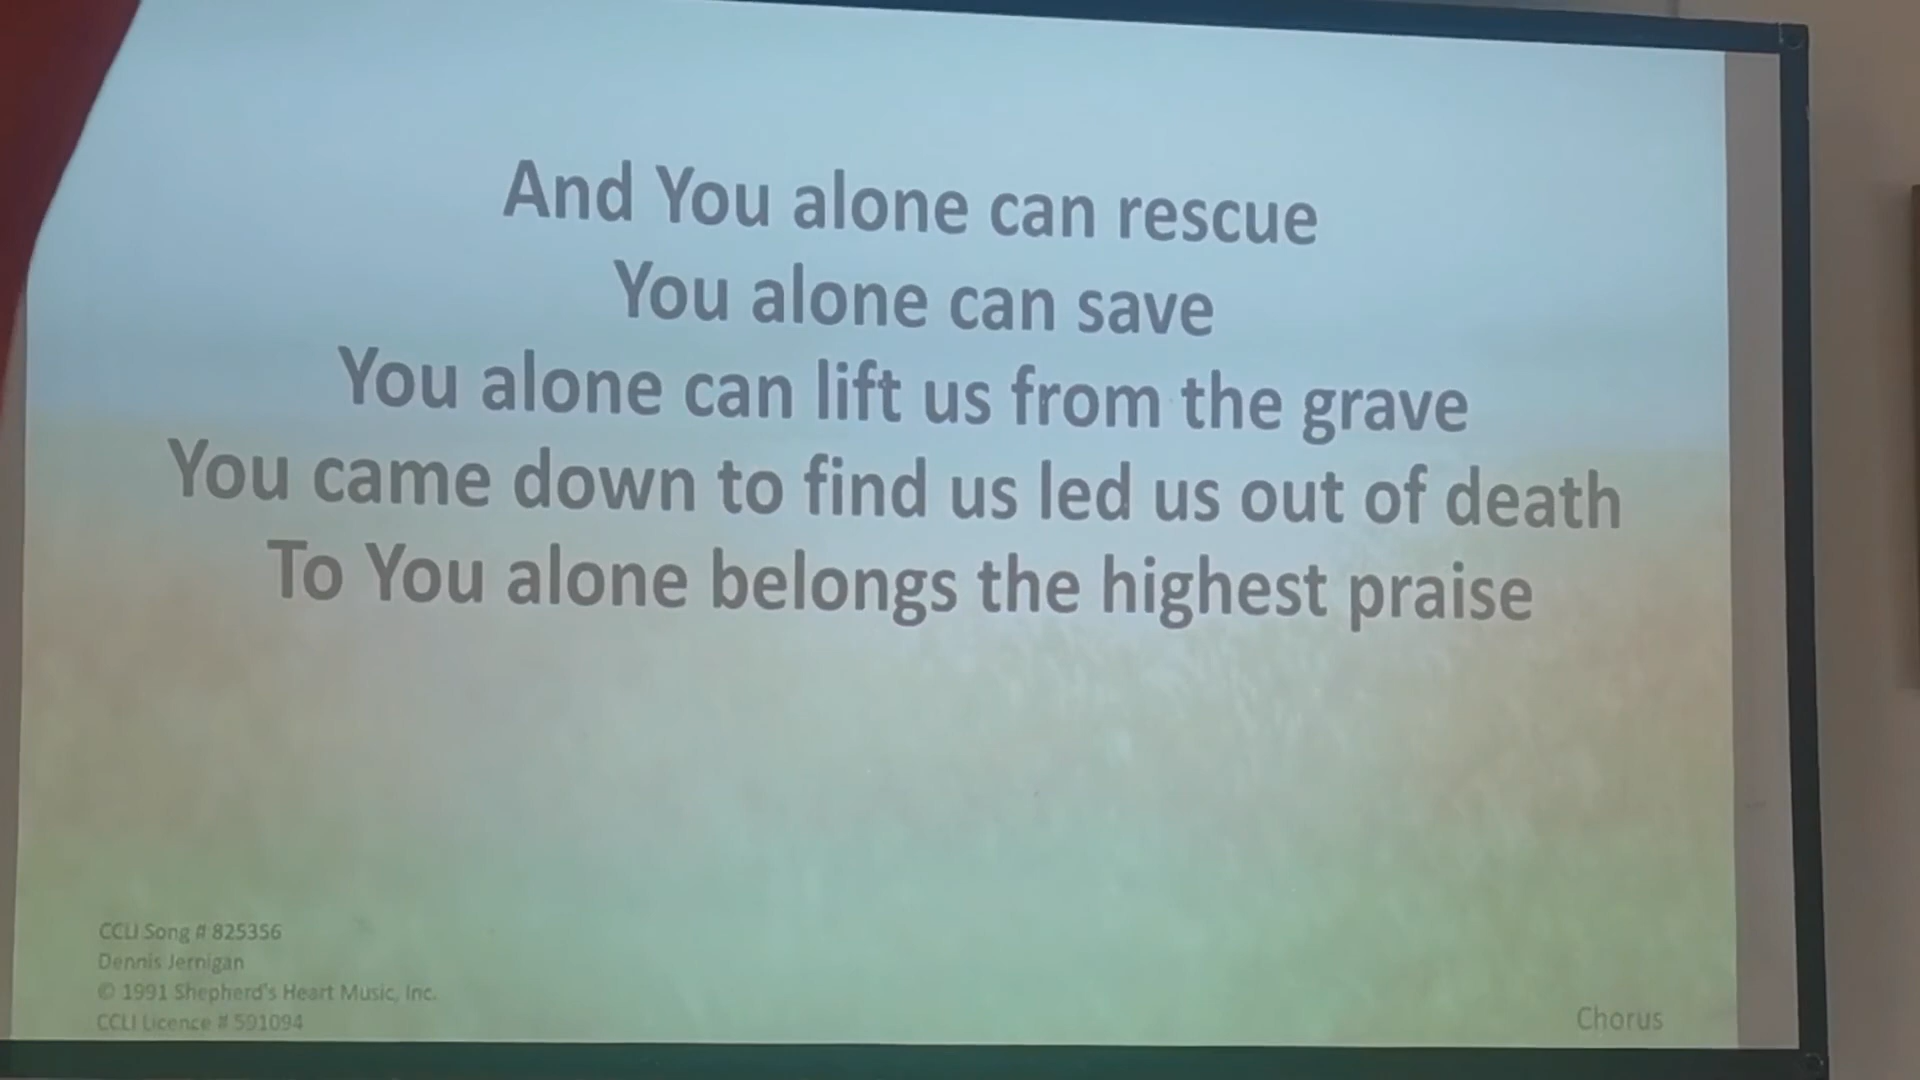 And You alone can rescue
You alone can save
You alone can lift us from the grave
You came down to find us led us out of death
To You alone belongs the highest praise
CCLI Song # 825356
Dennis Jernigan
© 1991 Shepherd's Heart Music, Inc.
CCLI Licence # 591094
Chorus